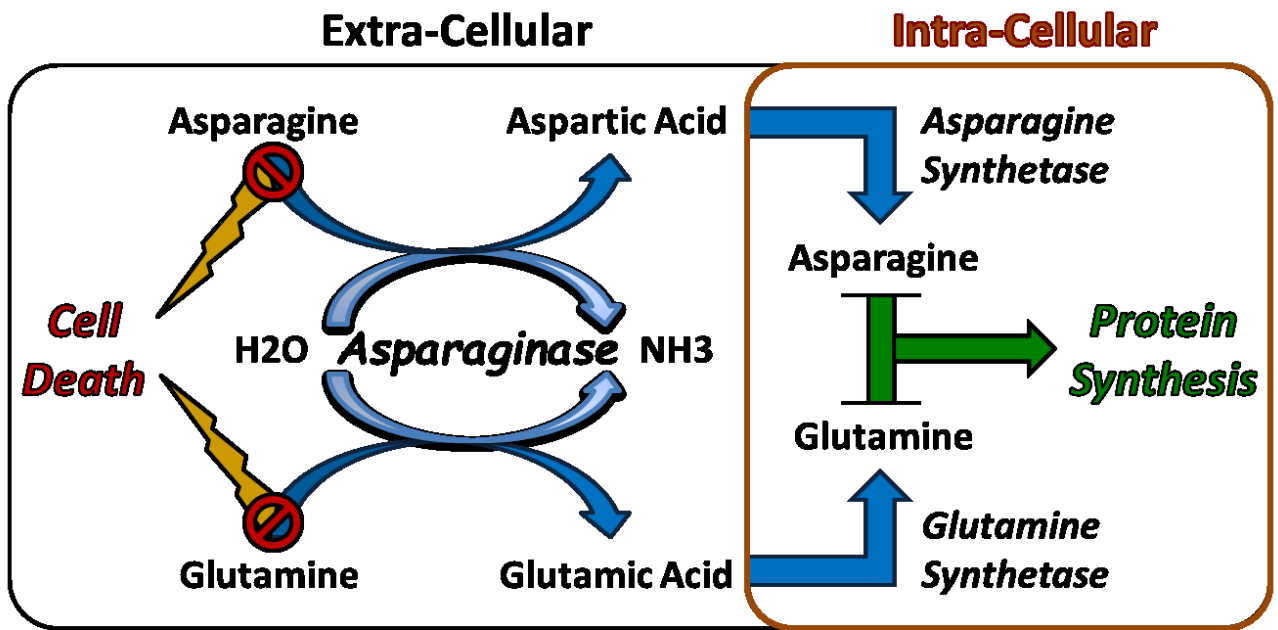 Extra-Cellular
Intra-Cellular
Asparagine
Aspartic Acid
Asparagine
Synthetase
Asparagine
Cell
Death
H2O
Asparaginase
NH3
Protein
Synthesis
Glutamine
Glutamine
Glutamic Acid
Glutamine
Synthetase